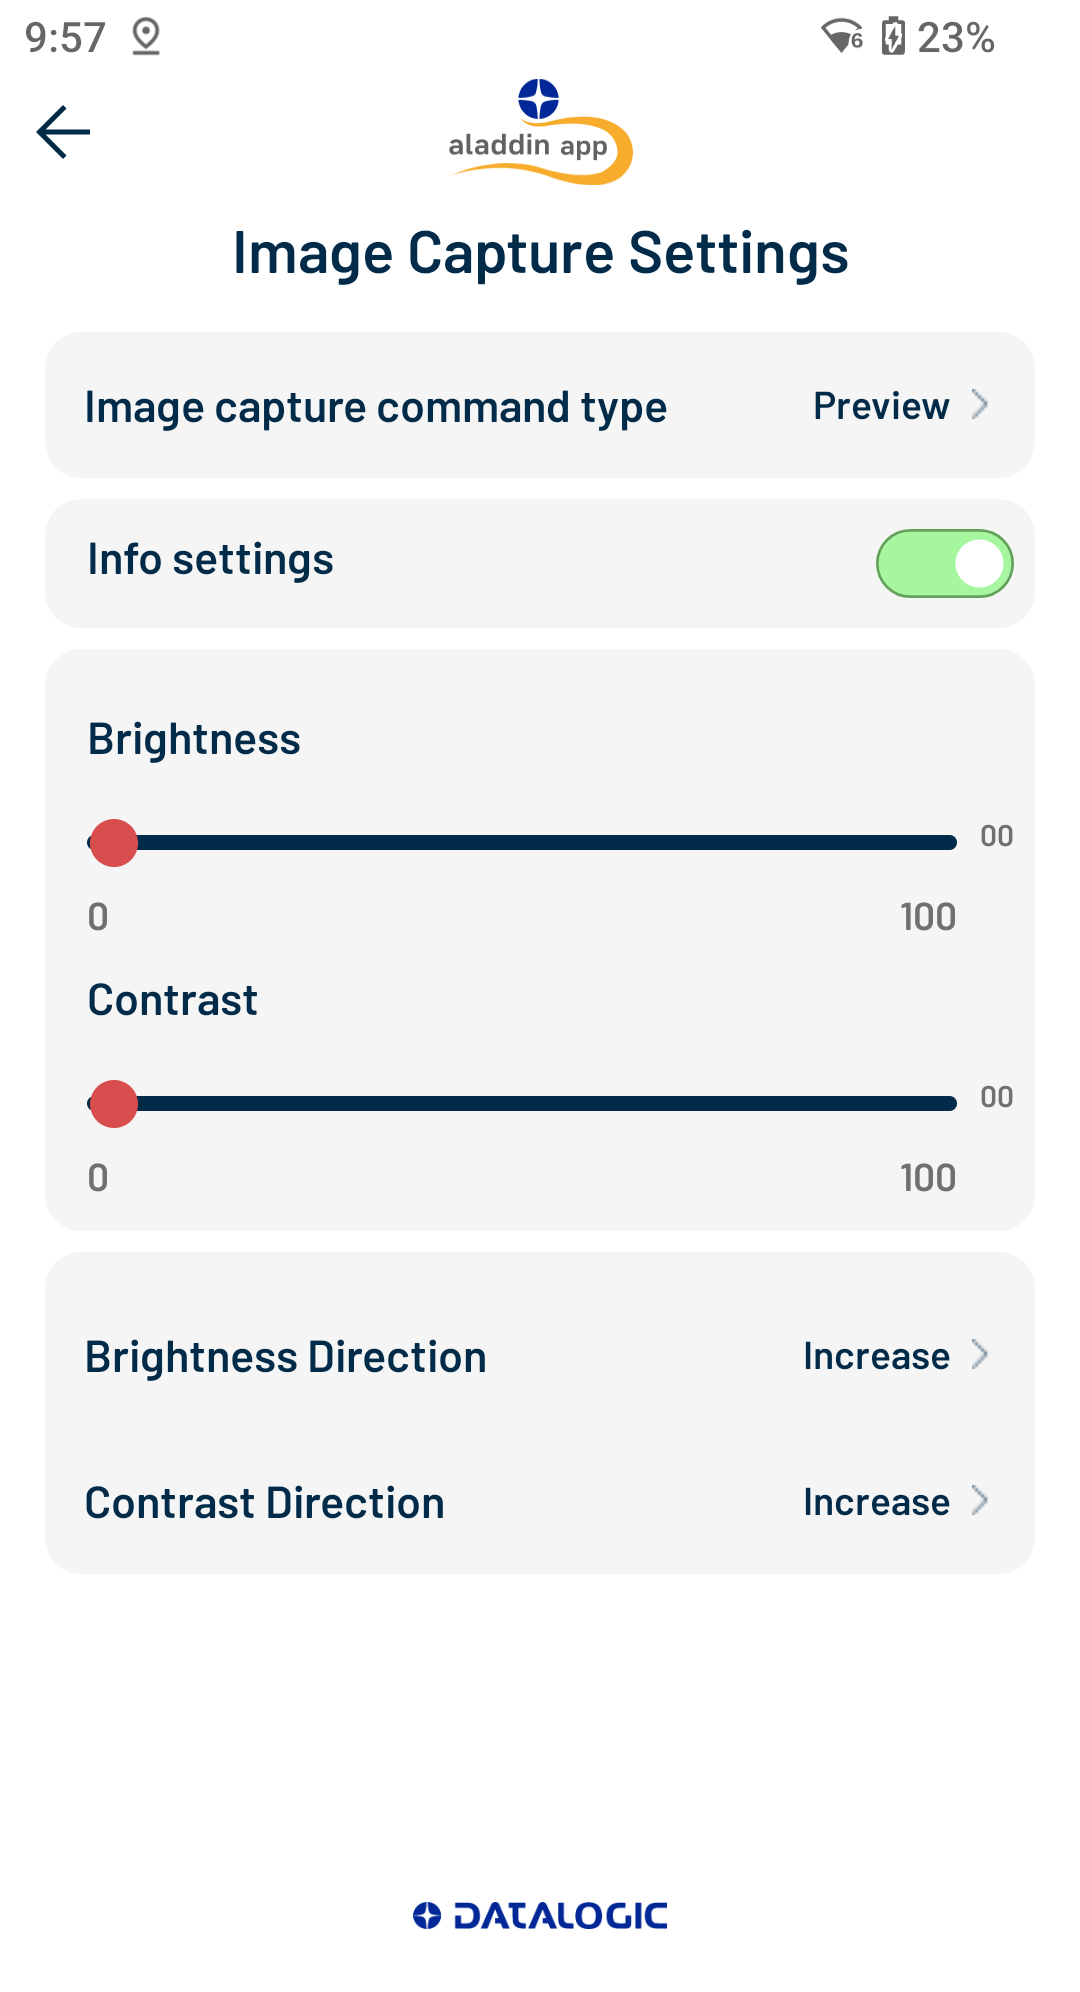 9:57 6 23%
aladdin app
Image Capture Settings
Image capture command type Preview
Info settings
Brightness
00
0 100
Contrast
00
0 100
Brightness Direction Increase
Contrast Direction Increase
DATALOGIC